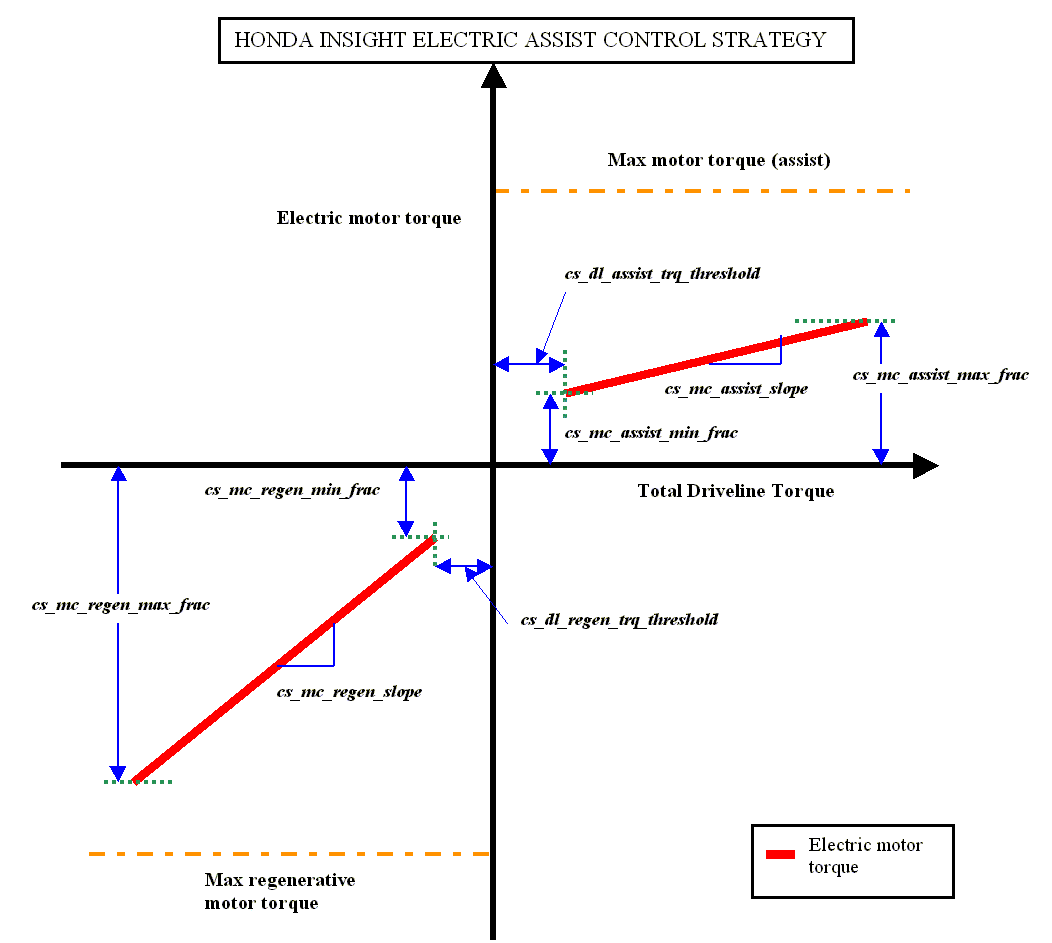 HONDA INSIGHT ELECTRIC ASSIST CONTROL STRATEGY
Max motor torque (assist)
Electric motor torque
cs_dl_assist_trq_threshold
cs_mc_assist_max_frac
cs_mc_assist_slope
cs_mc_assist_min_frac
Total Driveline Torque
cs_mc_regen_min_frac
cs_mc_regen_max_frac
cs_dl_regen_trq_threshold
cs_mc_regen_slope
Electric motor
torque
Max regenerative
motor torque